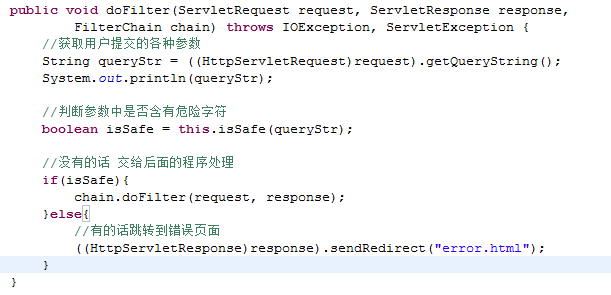 public void doFilter(ServletRequest request, ServletResponse response,
FilterChain chain) throws IOException, ServletException {
//获取用户提交的各种参数
String queryStr = ((HttpServletRequest)request).getQueryString();
System.out.println(queryStr);
//判断参数中是否含有危险字符
boolean isSafe = this.isSafe(queryStr);
//没有的话 交给后面的程序处理
if(isSafe){
chain.doFilter(request, response);
}else{
//有的话跳转到错误页面
((HttpServletResponse)response).sendRedirect("error.html");
}
}